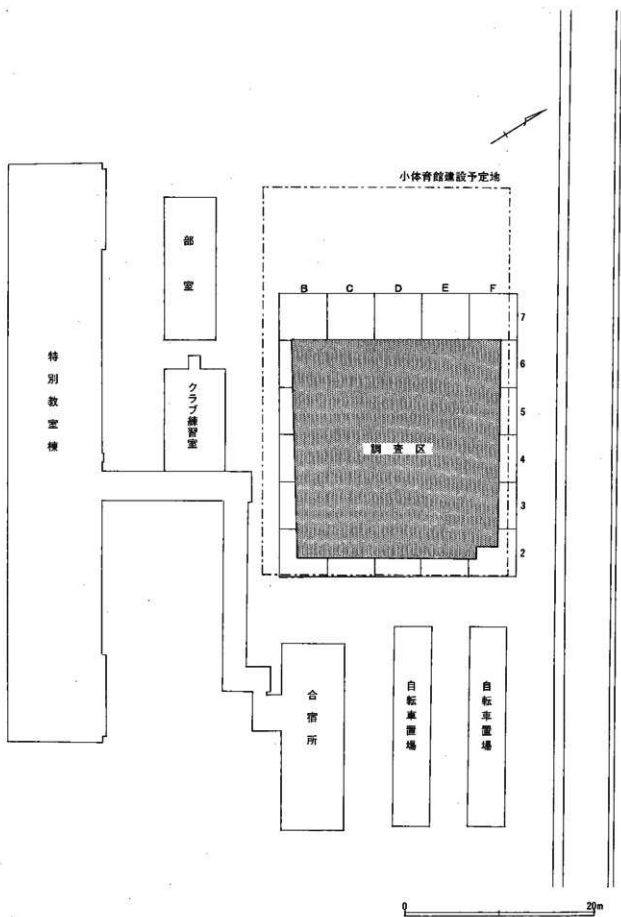 小体育館建設予定地
部室
B C D E F
7
6
5
4
3
2
特別教室棟
クラブ練習室
調査区
合宿所
自転車置場
自転車置場
0 20m